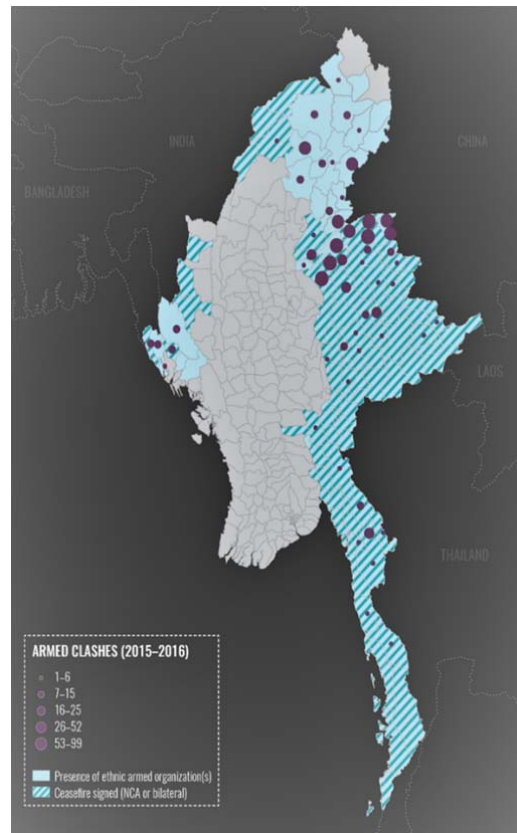 INDIA
CHINA
BANGLADESH
LAOS
THAILAND
ARMED CLASHES (2015–2016)
1–6
7–15
16–25
26–52
53–99
Presence of ethnic armed organization(s)
Ceasefire signed (NCA or bilateral)